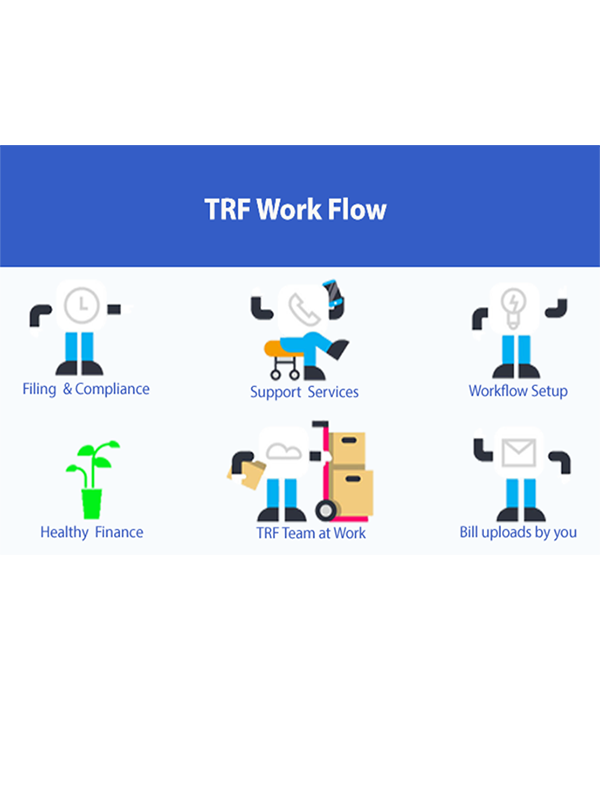 TRF Work Flow
Filing & Compliance
Support Services
Workflow Setup
Healthy Finance
TRF Team at Work
Bill uploads by you